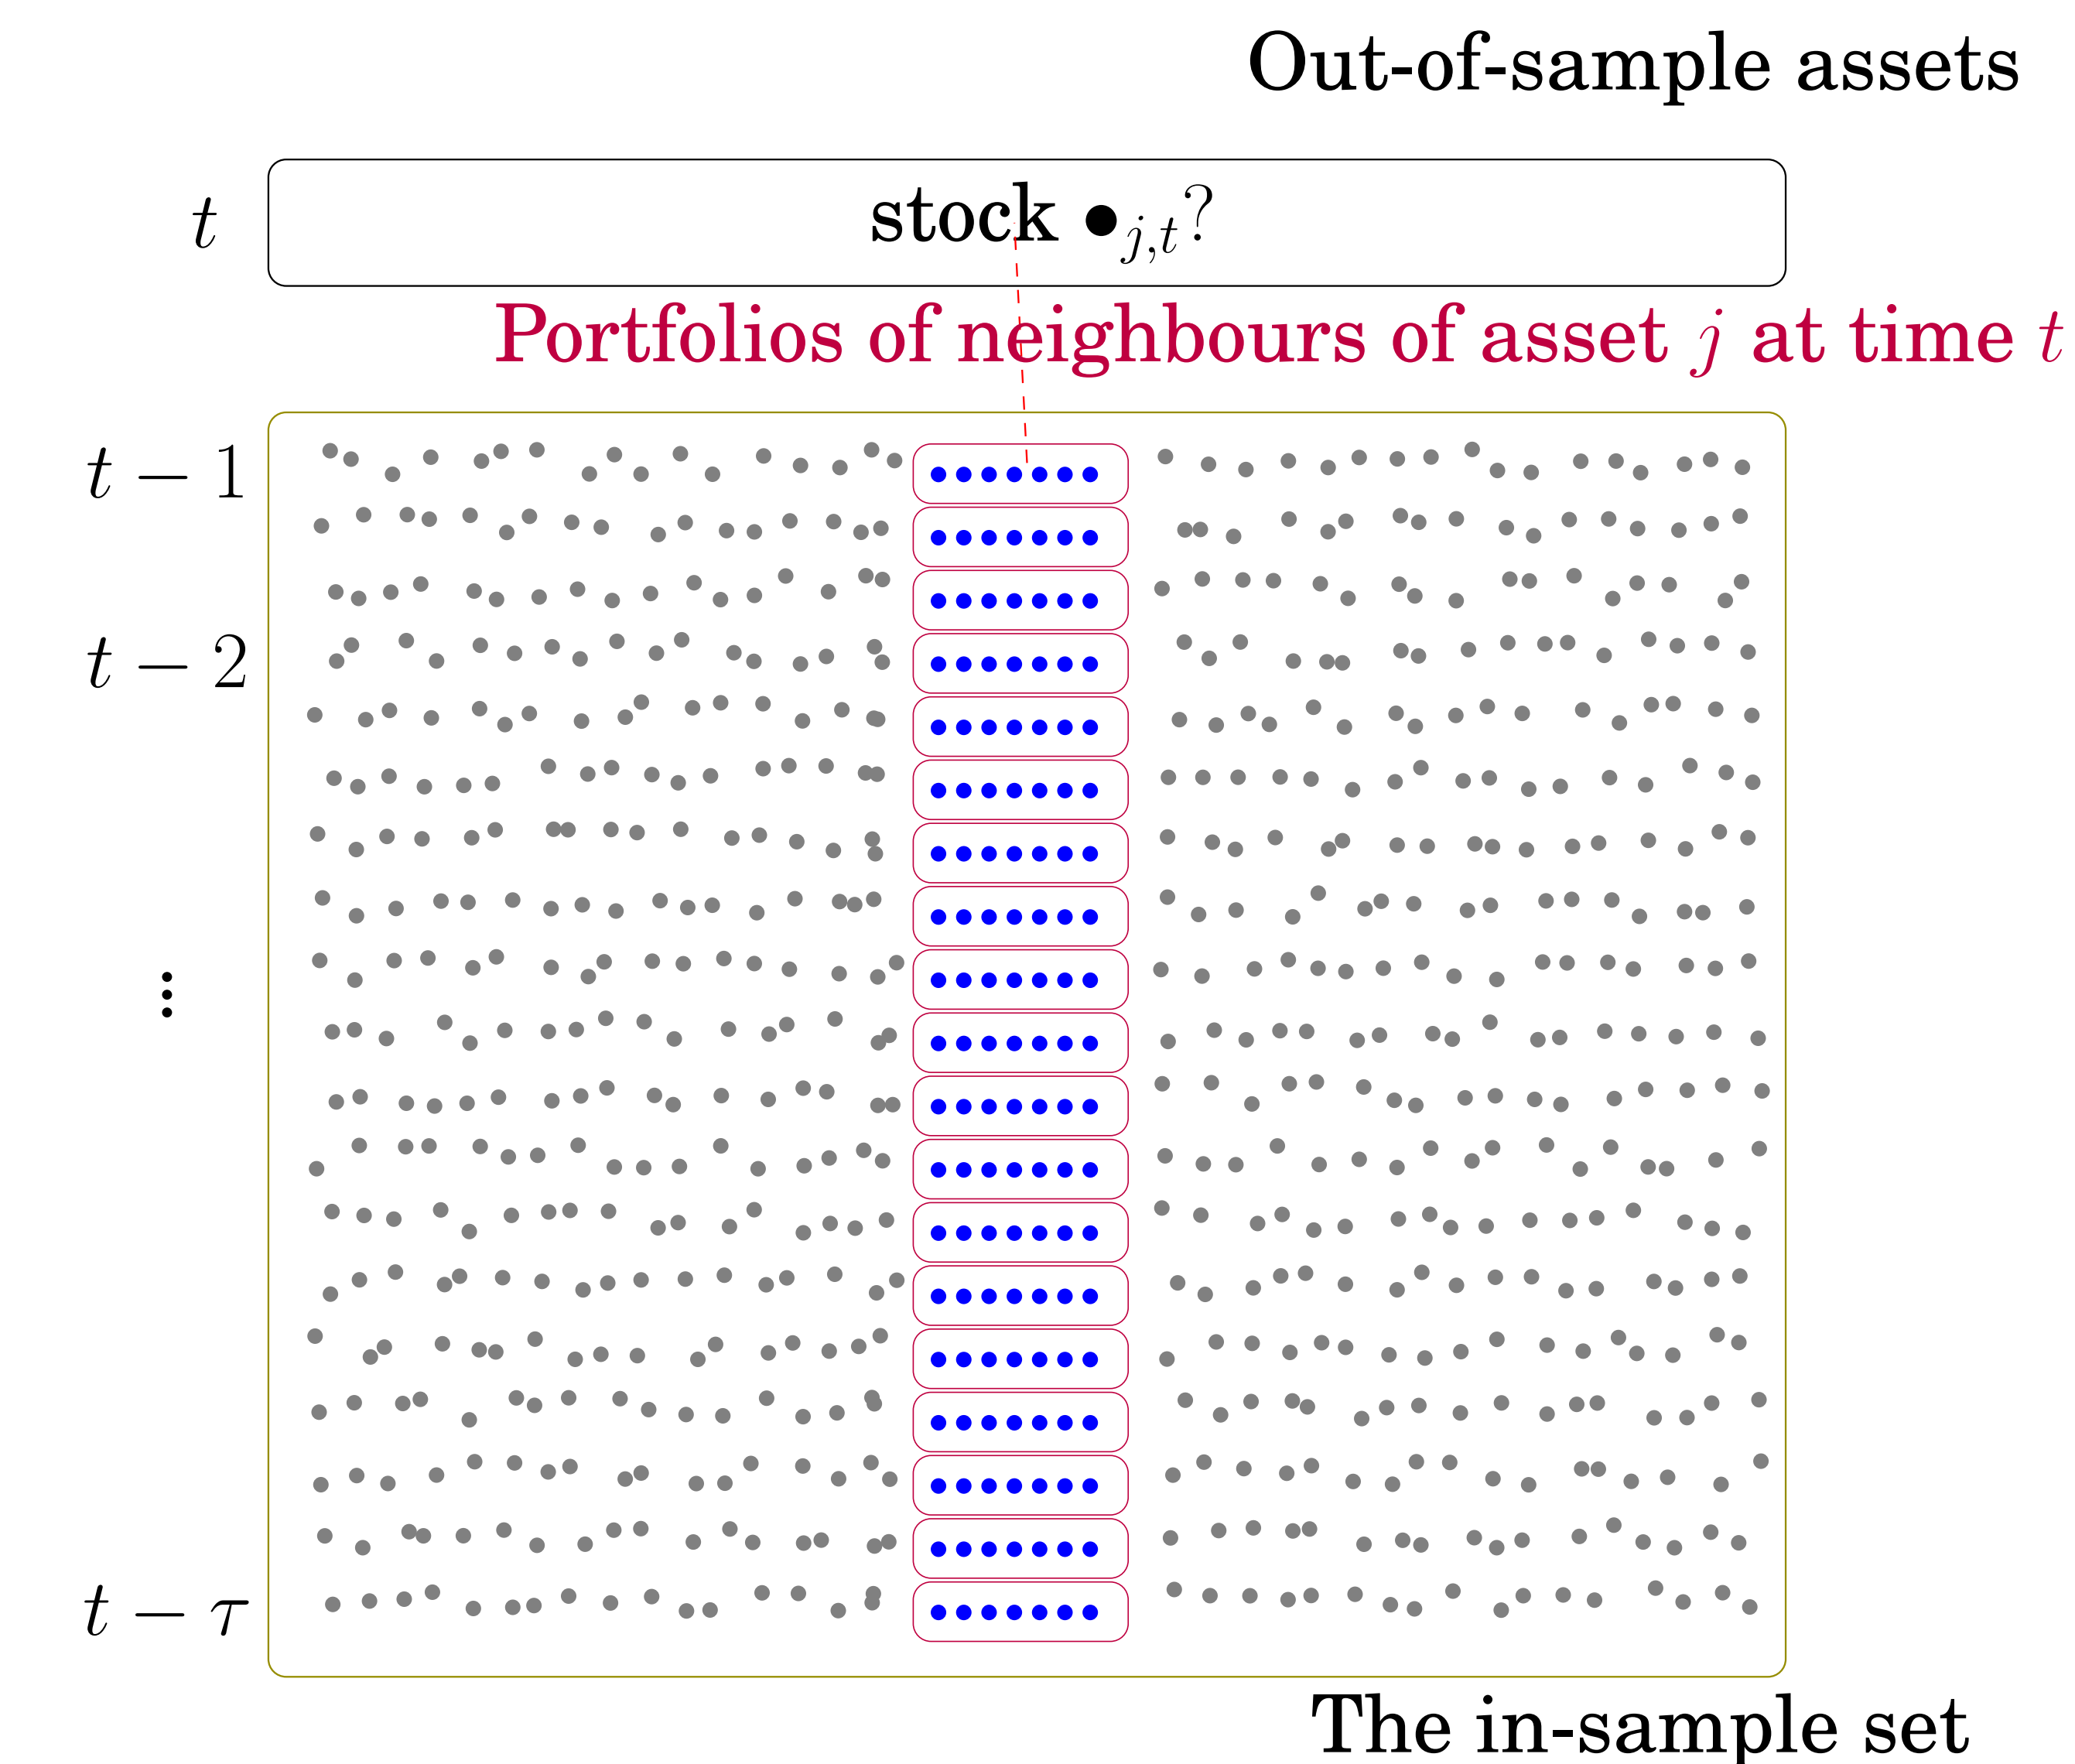 Out-of-sample assets
t
stock •j,t?
Portfolios of neighbours of asset j at time t
t − 1
t − 2
⋮
t − τ
The in-sample set